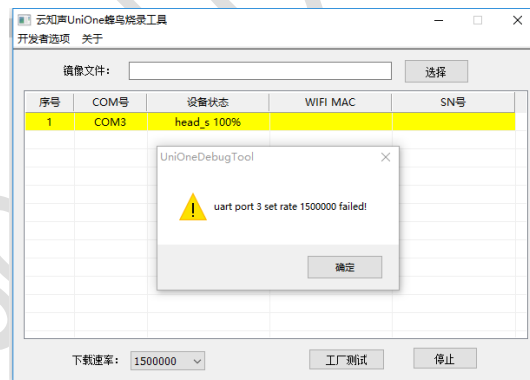 云知声UniOne蜂鸟烧录工具
开发者选项 关于
镜像文件： 选择
序号 COM号 设备状态 WIFI MAC SN号
1 COM3 head_s 100%
UniOneDebugTool
uart port 3 set rate 1500000 failed!
确定
下载速率： 1500000 工厂测试 停止